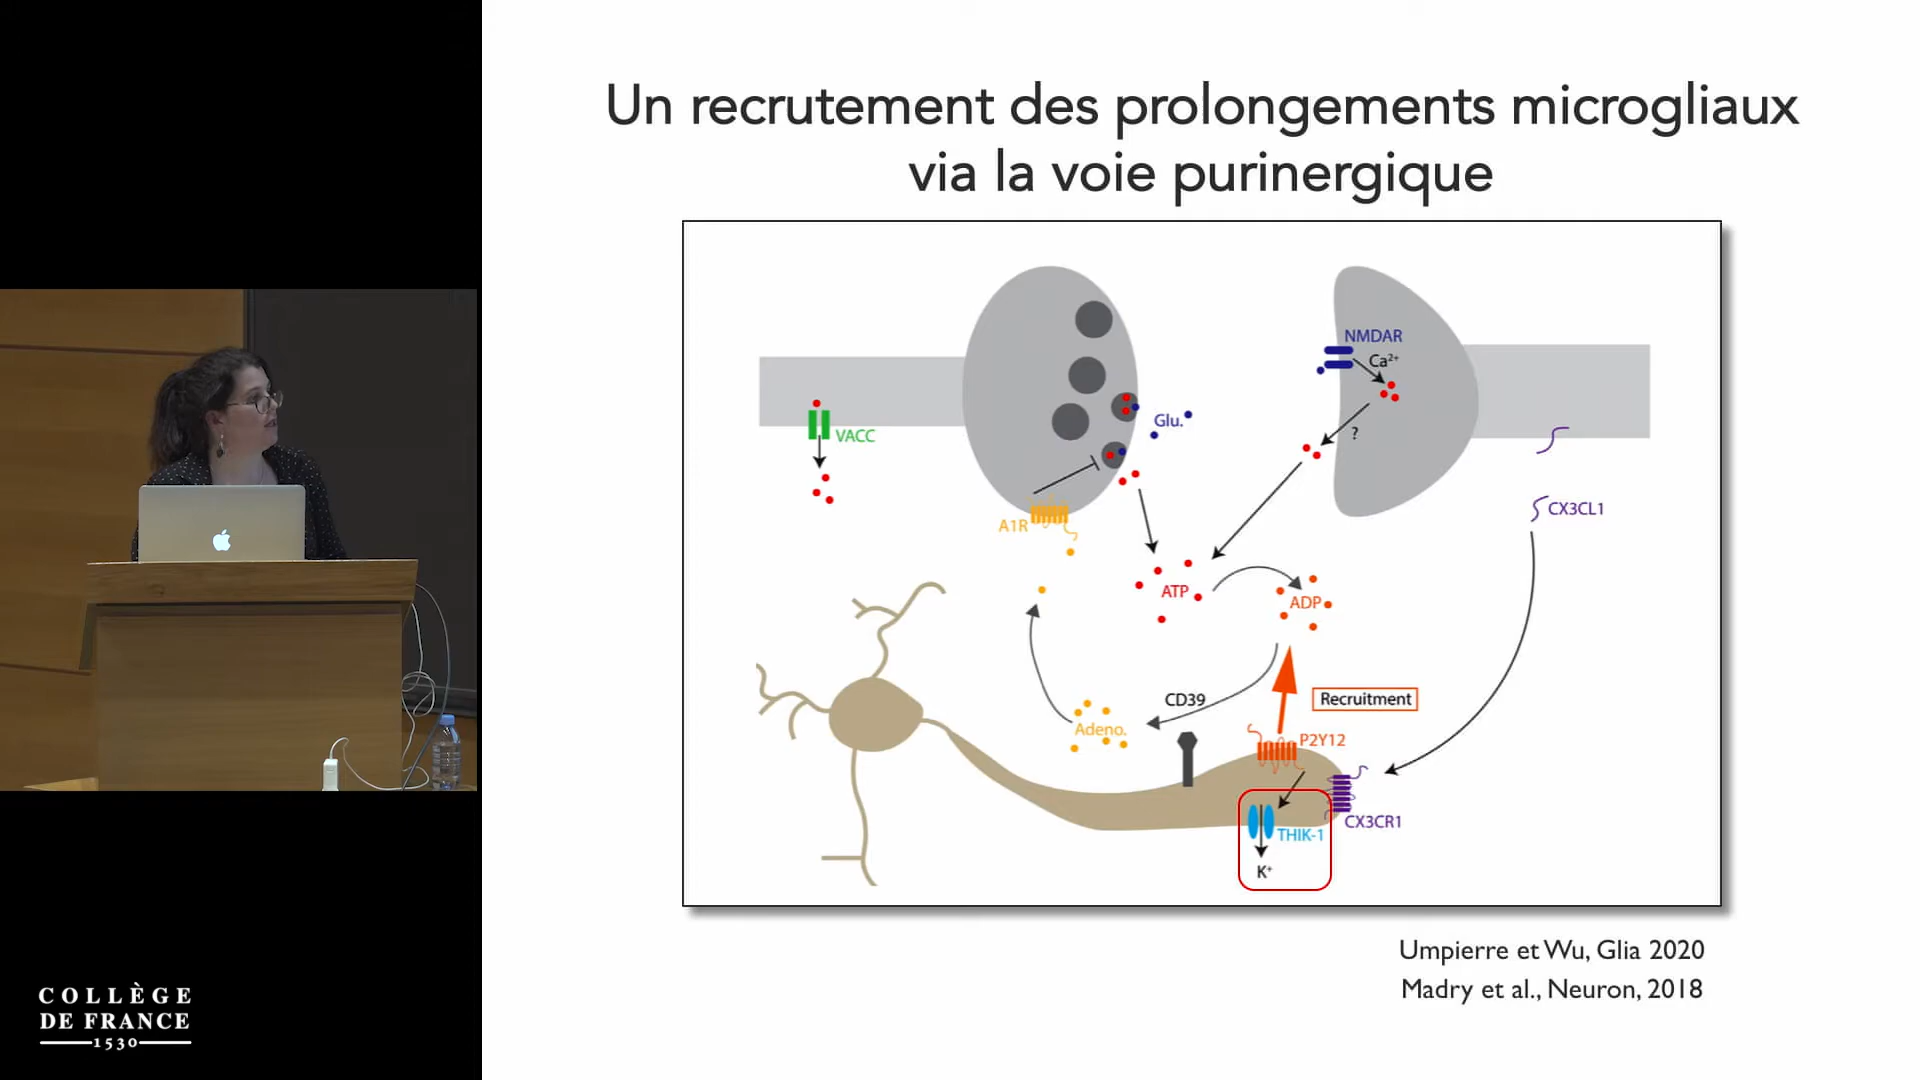 Un recrutement des prolongements microgliaux
via la voie purinergique
NMDAR
Ca²⁺
Glu.
VACC
?
CX3CL1
A1R
ATP
ADP
CD39
Recruitment
Adeno.
P2Y12
THIK-1
CX3CR1
K⁺
Umpierre et Wu, Glia 2020
Madry et al., Neuron, 2018
COLLÈGE
DE FRANCE
1530